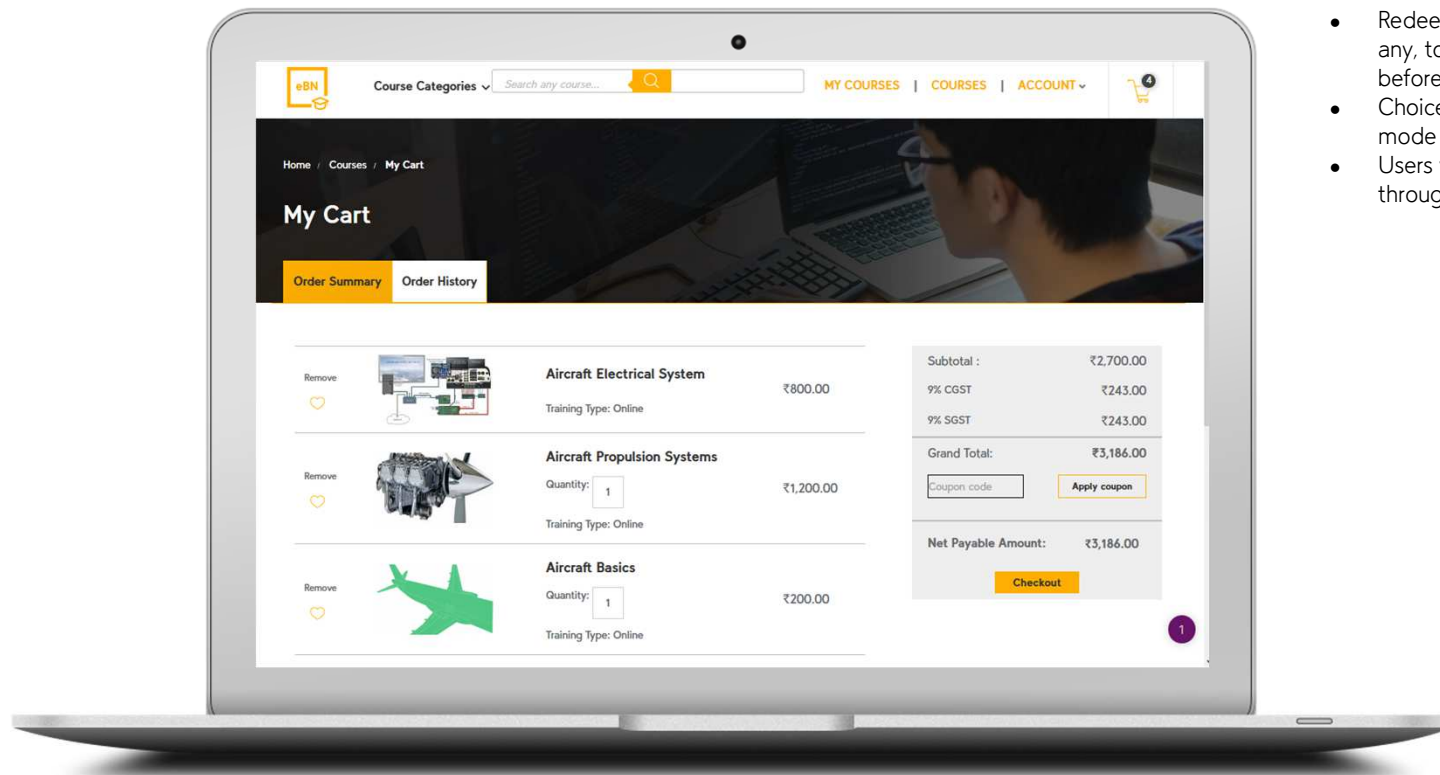 eBN
Course Categories
Search any course...
MY COURSES | COURSES | ACCOUNT
4
Home / Courses / My Cart
My Cart
Order Summary
Order History
Remove
Aircraft Electrical System
Training Type: Online
₹800.00
Remove
Aircraft Propulsion Systems
Quantity: 1
Training Type: Online
₹1,200.00
Remove
Aircraft Basics
Quantity: 1
Training Type: Online
₹200.00
Subtotal : ₹2,700.00
9% CGST ₹243.00
9% SGST ₹243.00
Grand Total: ₹3,186.00
Coupon code
Apply coupon
Net Payable Amount: ₹3,186.00
Checkout
1
• Redee
any, to
before
• Choice
mode
• Users
throug